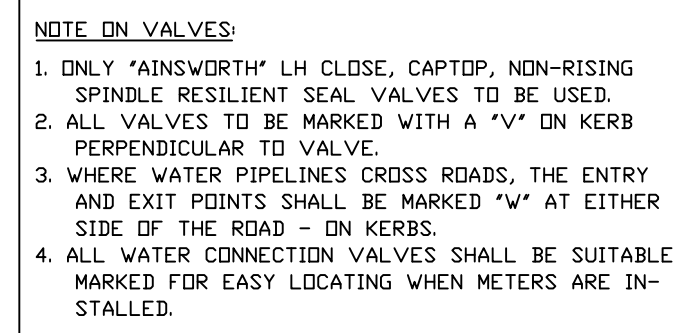 NOTE ON VALVES:
1. ONLY "AINSWORTH" LH CLOSE, CAPTOP, NON-RISING
SPINDLE RESILIENT SEAL VALVES TO BE USED.
2. ALL VALVES TO BE MARKED WITH A "V" ON KERB
PERPENDICULAR TO VALVE.
3. WHERE WATER PIPELINES CROSS ROADS, THE ENTRY
AND EXIT POINTS SHALL BE MARKED "W" AT EITHER
SIDE OF THE ROAD - ON KERBS.
4. ALL WATER CONNECTION VALVES SHALL BE SUITABLE
MARKED FOR EASY LOCATING WHEN METERS ARE IN-
STALLED.